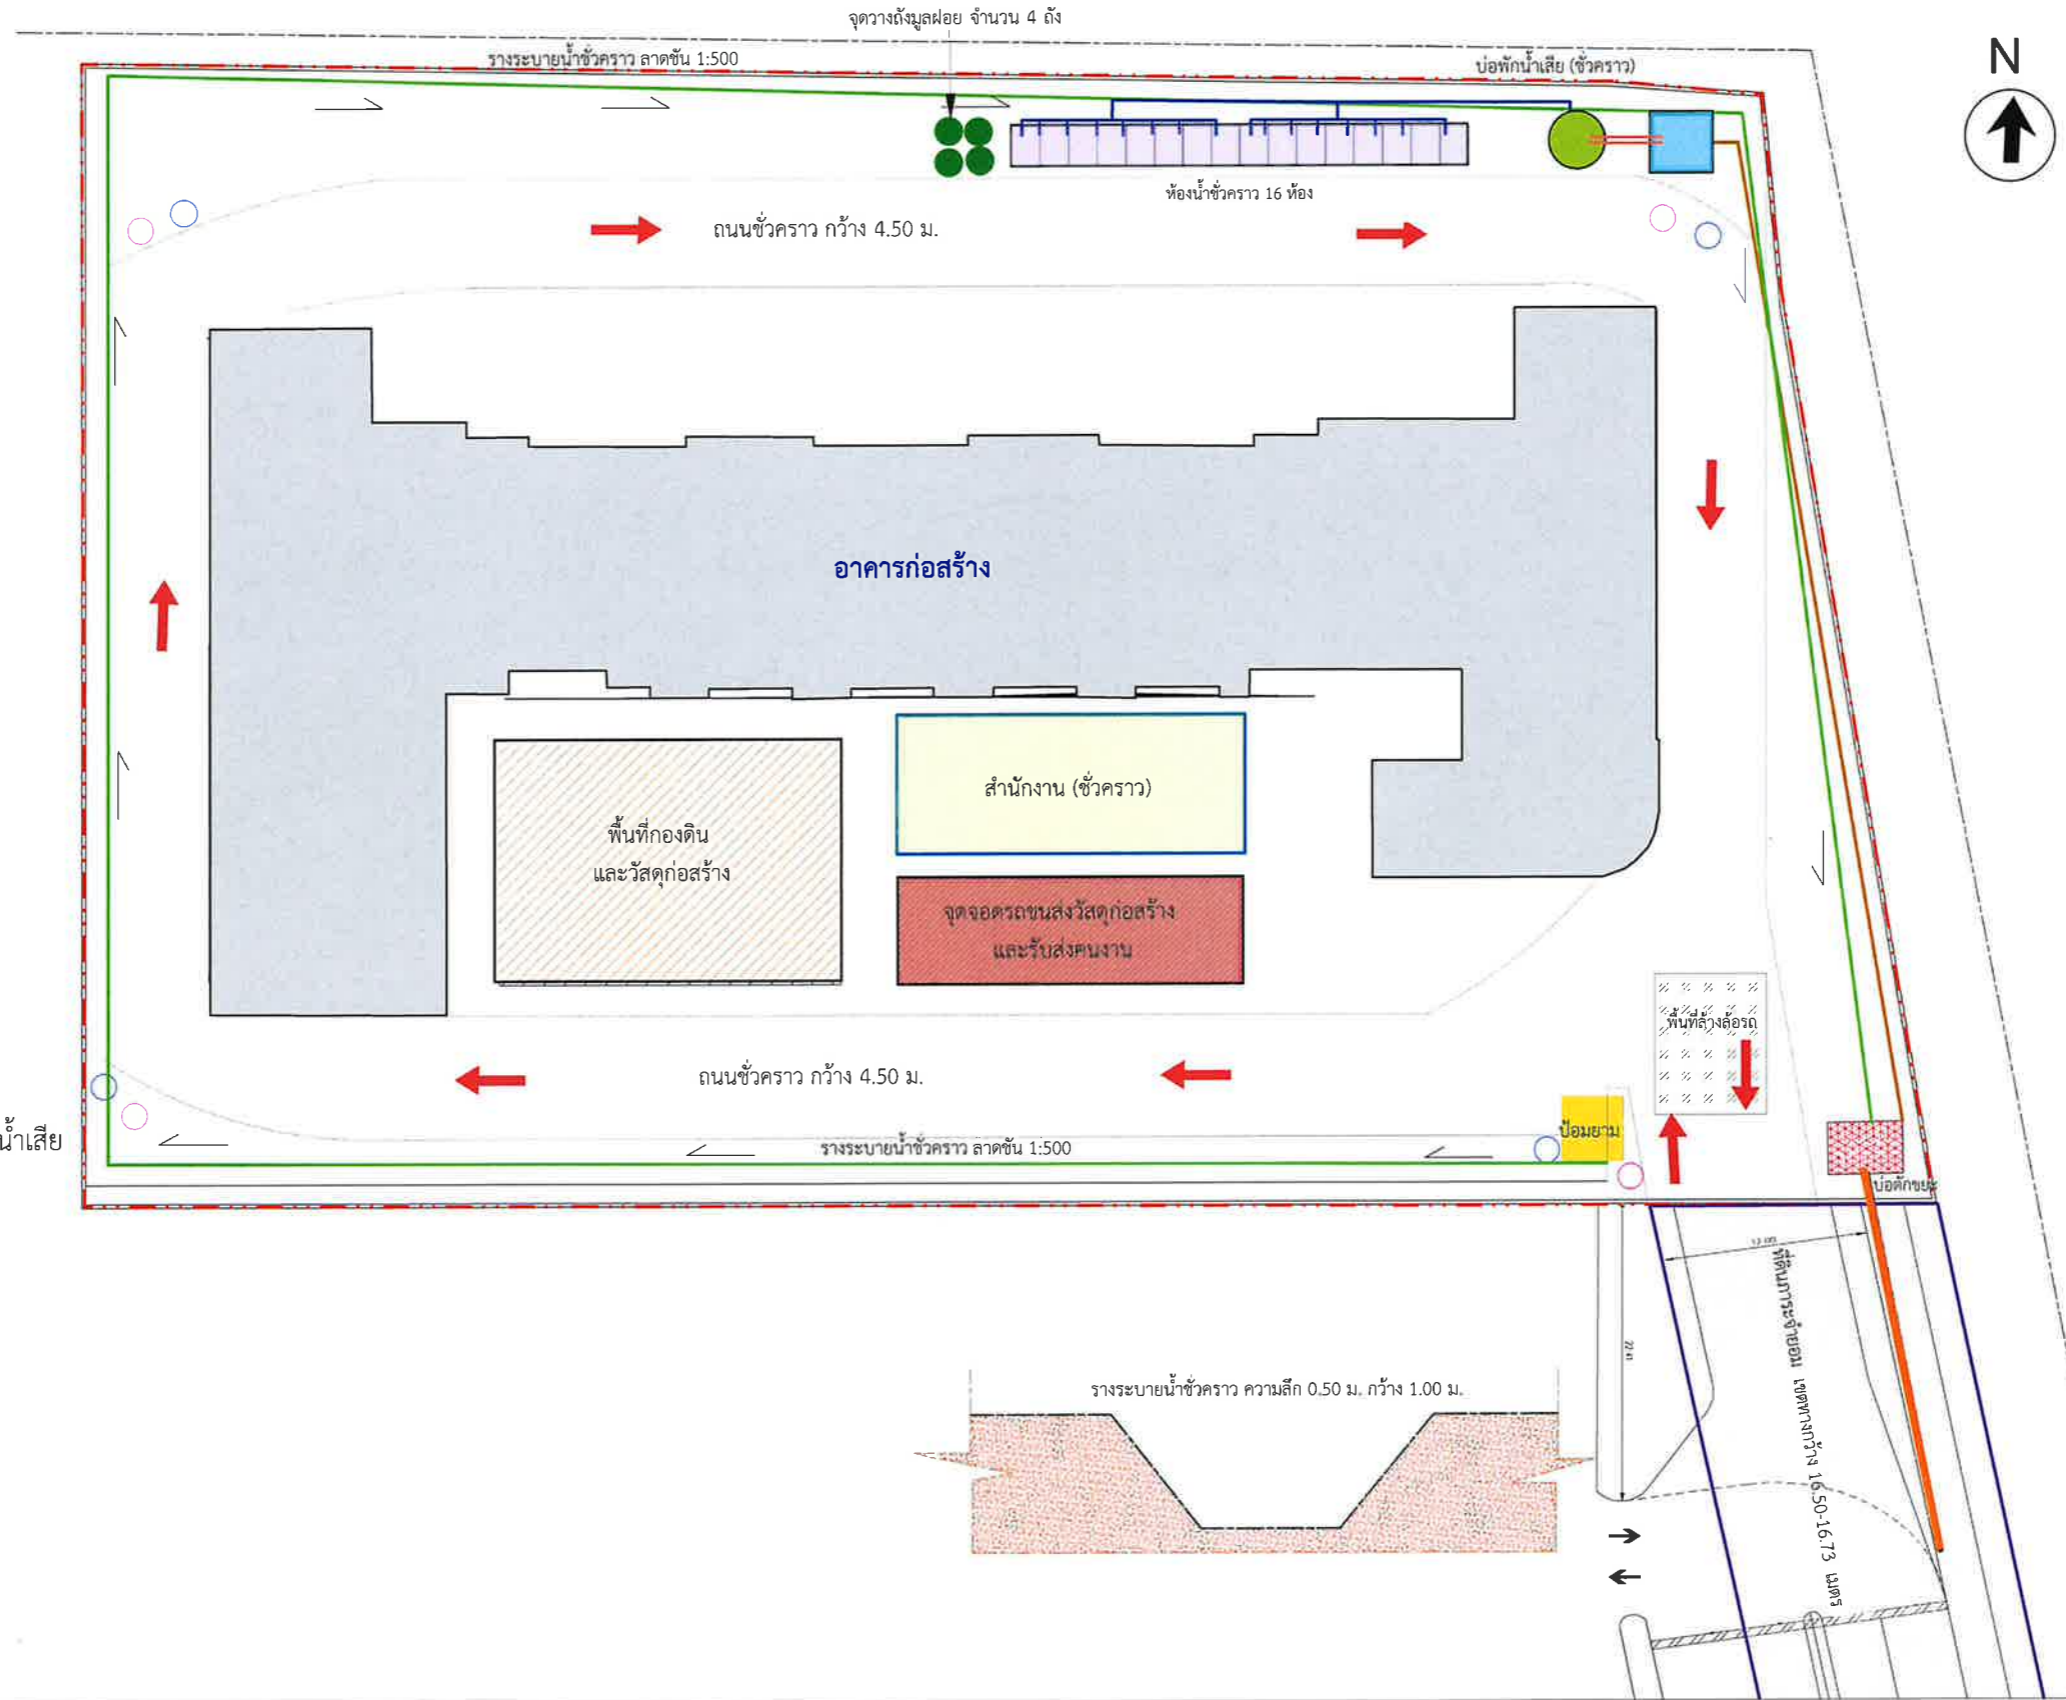 จุดวางถังมูลฝอย จำนวน 4 ถัง
รางระบายน้ำชั่วคราว ลาดชัน 1:500
บ่อพักน้ำเสีย (ชั่วคราว)
N
ห้องน้ำชั่วคราว 16 ห้อง
ถนนชั่วคราว กว้าง 4.50 ม.
อาคารก่อสร้าง
สำนักงาน (ชั่วคราว)
พื้นที่กองดิน
และวัสดุก่อสร้าง
จุดจอดรถขนส่งวัสดุก่อสร้าง
และรับส่งคนงาน
พื้นที่ล้างล้อรถ
ถนนชั่วคราว กว้าง 4.50 ม.
ป้อมยาม
น้ำเสีย
รางระบายน้ำชั่วคราว ลาดชัน 1:500
บ่อดักขยะ
ที่ดินภาระจำยอม เขตทางกว้าง 16.50-16.73 เมตร
รางระบายน้ำชั่วคราว ความลึก 0.50 ม. กว้าง 1.00 ม.